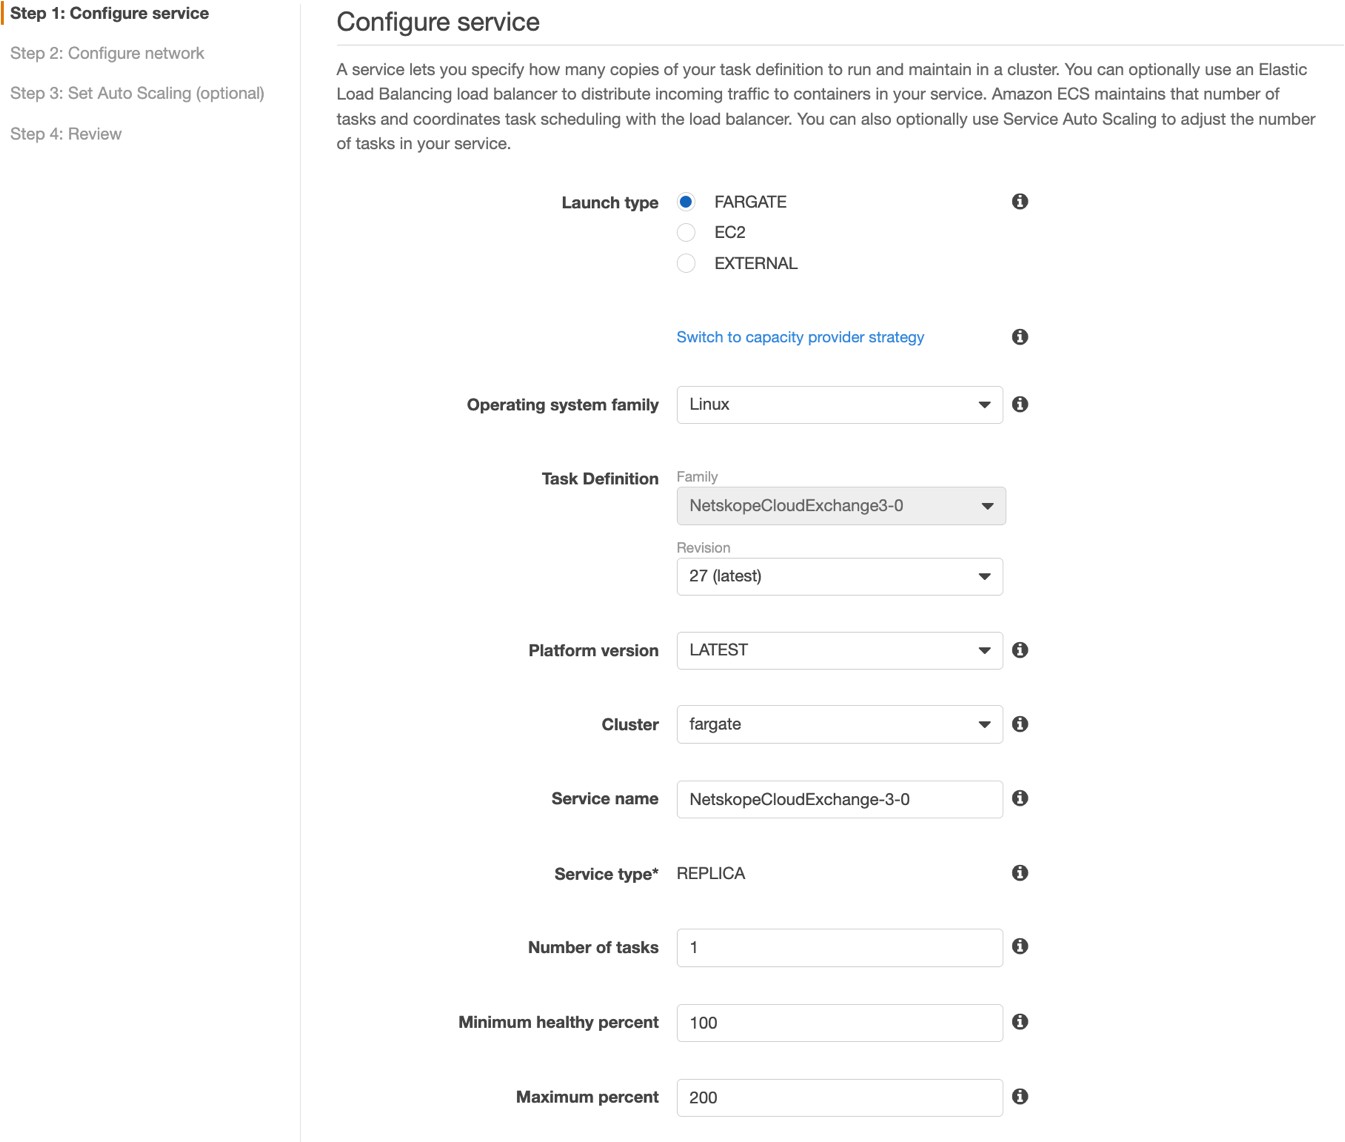 Step 1: Configure service
Step 2: Configure network
Step 3: Set Auto Scaling (optional)
Step 4: Review
Configure service
A service lets you specify how many copies of your task definition to run and maintain in a cluster. You can optionally use an Elastic
Load Balancing load balancer to distribute incoming traffic to containers in your service. Amazon ECS maintains that number of
tasks and coordinates task scheduling with the load balancer. You can also optionally use Service Auto Scaling to adjust the number
of tasks in your service.
Launch type FARGATE
EC2
EXTERNAL
Switch to capacity provider strategy
Operating system family Linux
Task Definition Family
NetskopeCloudExchange3-0
Revision
27 (latest)
Platform version LATEST
Cluster fargate
Service name NetskopeCloudExchange-3-0
Service type* REPLICA
Number of tasks 1
Minimum healthy percent 100
Maximum percent 200